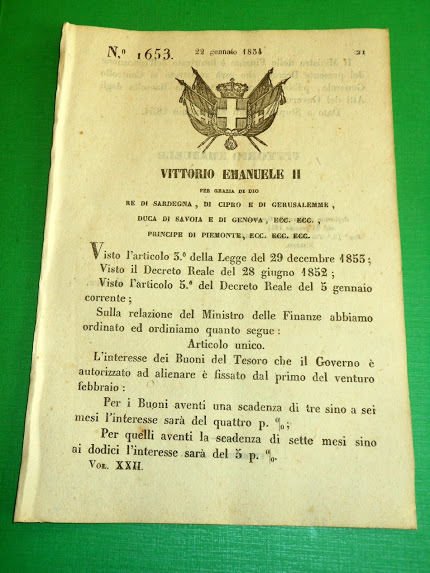 N.º 1653.
22 gennaio 1854
21
VITTORIO EMANUELE II
PER GRAZIA DI DIO
RE DI SARDEGNA, DI CIPRO E DI GERUSALEMME,
DUCA DI SAVOIA E DI GENOVA, ECC. ECC.,
PRINCIPE DI PIEMONTE, ECC. ECC. ECC.
Visto l'articolo 3.º della Legge del 29 dicembre 1853;
Visto il Decreto Reale del 28 giugno 1852;
Visto l'articolo 5.º del Decreto Reale del 5 gennaio
corrente;
Sulla relazione del Ministro delle Finanze abbiamo
ordinato ed ordiniamo quanto segue:
Articolo unico.
L'interesse dei Buoni del Tesoro che il Governo è
autorizzato ad alienare è fissato dal primo del venturo
febbraio:
Per i Buoni aventi una scadenza di tre sino a sei
mesi l'interesse sarà del quattro p. %;
Per quelli aventi la scadenza di sette mesi sino
ai dodici l'interesse sarà del 5 p. %.
VOL. XXII.